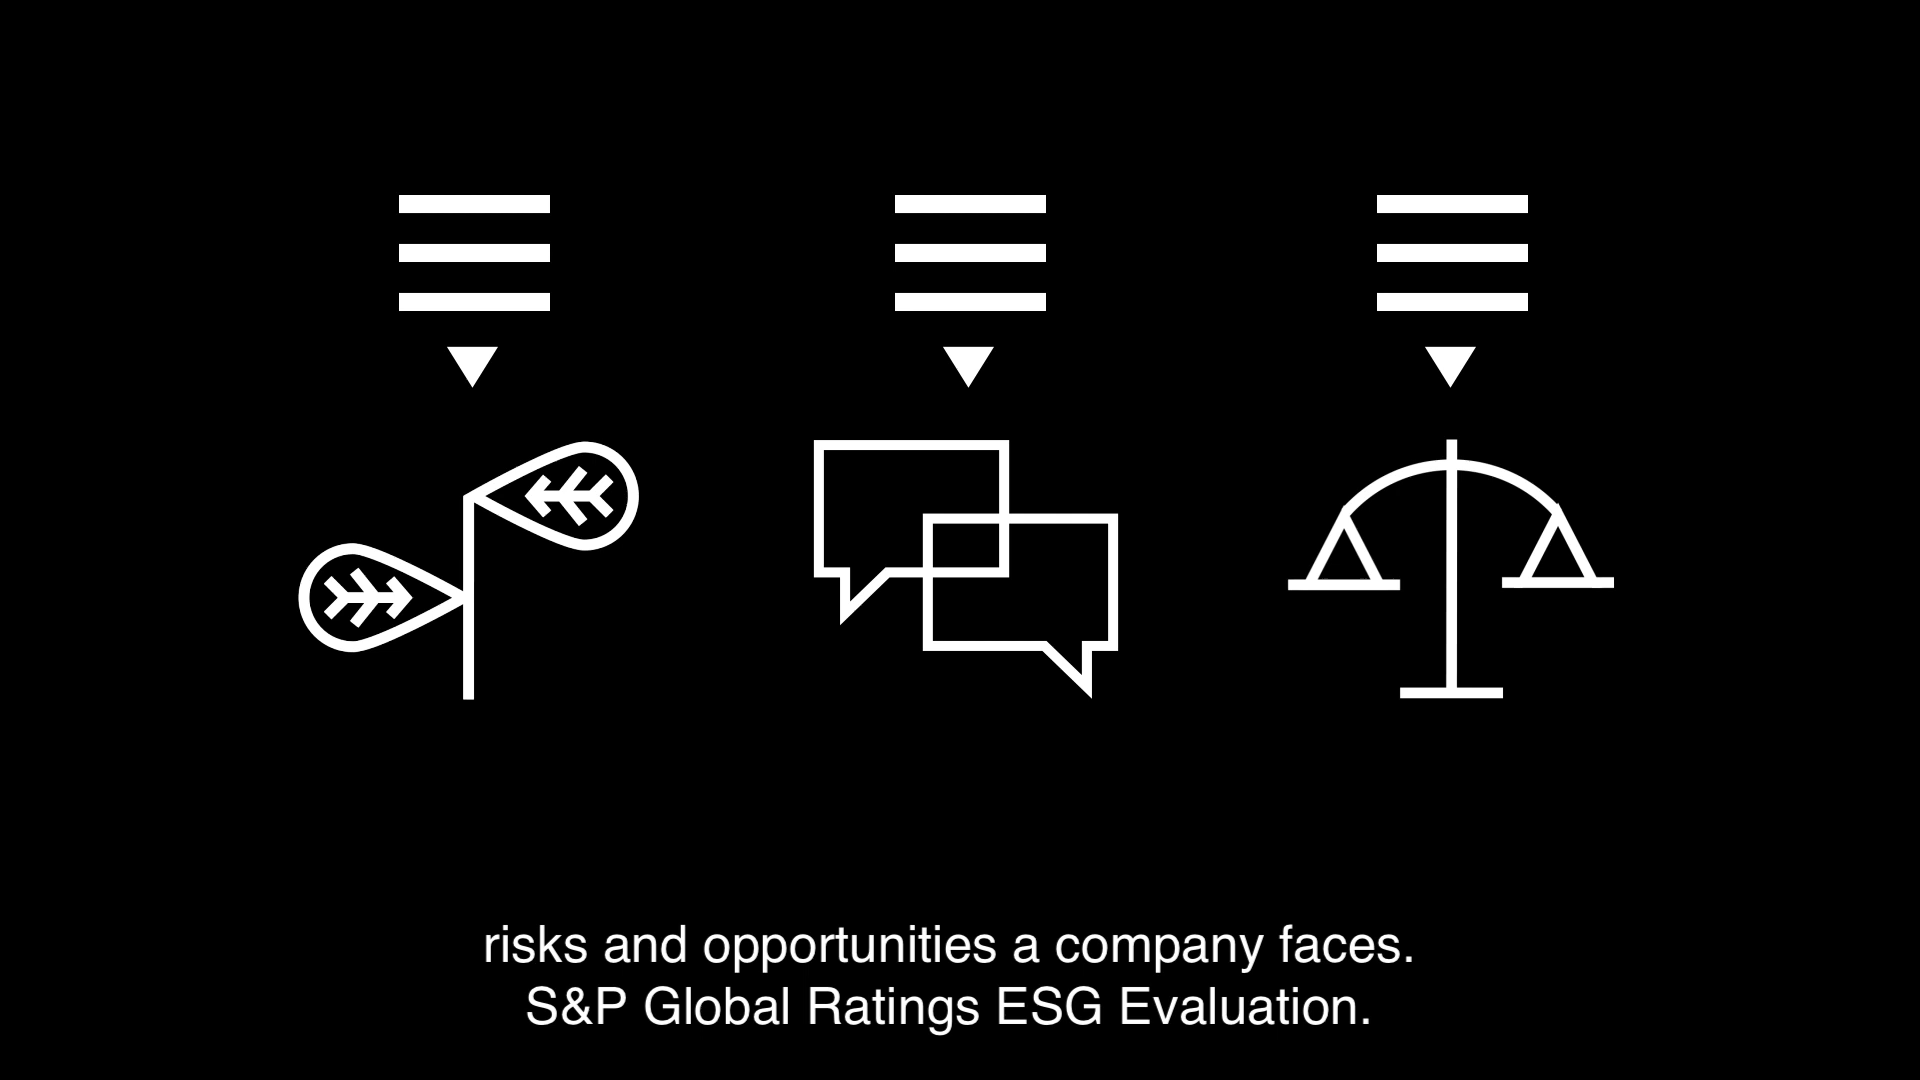 risks and opportunities a company faces.
S&P Global Ratings ESG Evaluation.